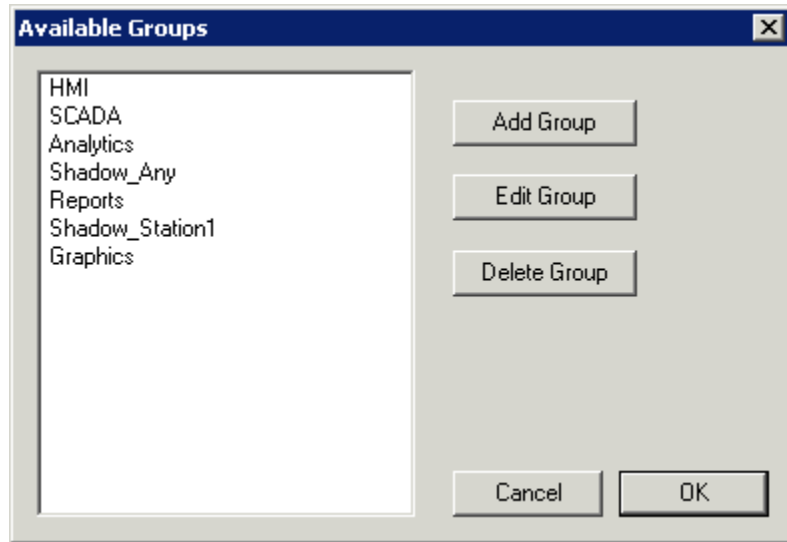 Available Groups
HMI
SCADA
Analytics
Shadow_Any
Reports
Shadow_Station1
Graphics
Add Group
Edit Group
Delete Group
Cancel
OK